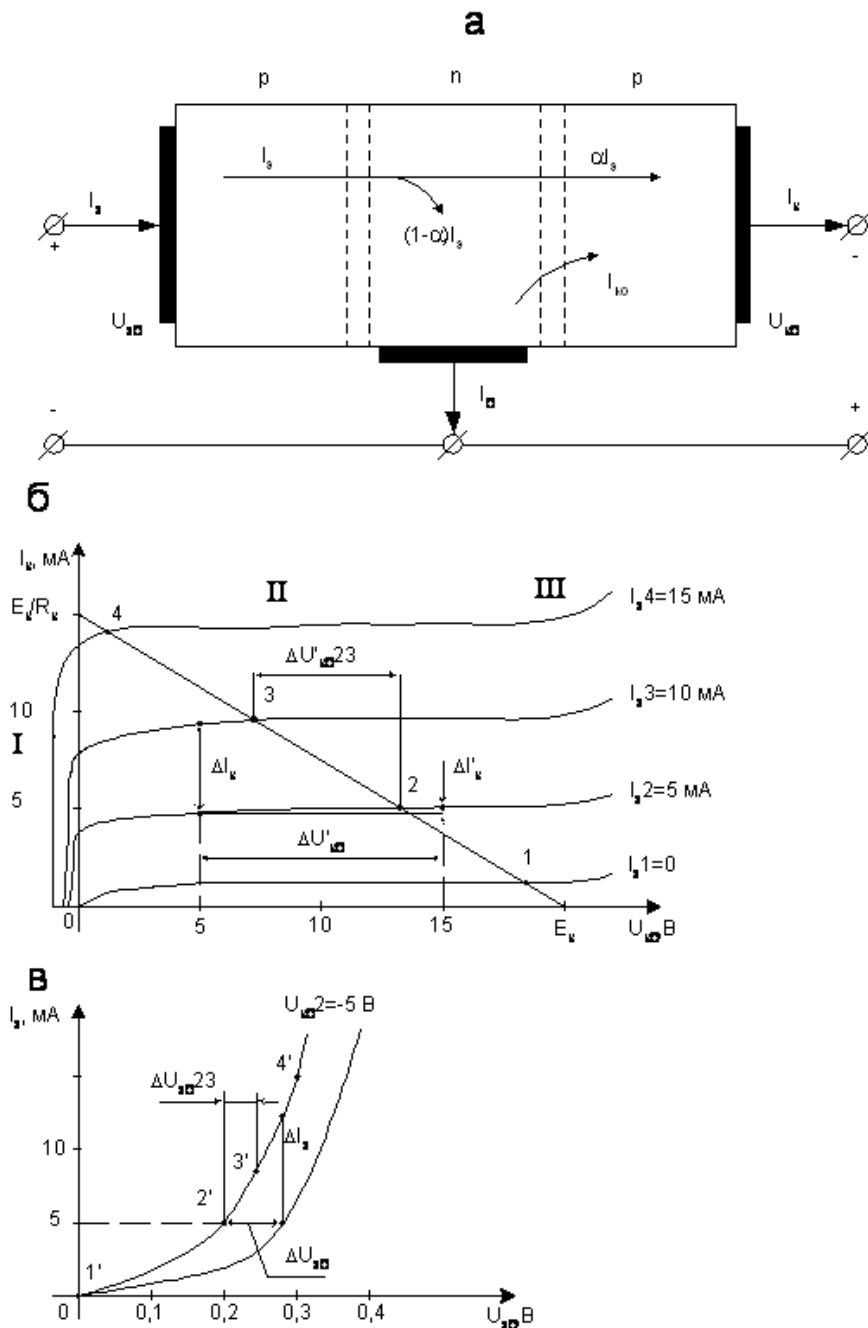 а
p n p
Iэ αIэ
Iэ Iк
(1-α)Iэ
+ -
Iко
Uэб Uкб
Iб
- +
б
Iк, мА
II III
Eк/Rк 4 Iэ4=15 мА
ΔU'кб23
3
10 Iэ3=10 мА
I
ΔIк ΔI'к
2
5 Iэ2=5 мА
ΔU'кб
1
Iэ1=0
0 5 10 15 Eк Uкб,В
в
Iэ, мА Uкб2=-5 В
4'
ΔUэб23
ΔIэ
10 3'
2'
5
ΔUэб
1'
0 0,1 0,2 0,3 0,4 Uэб,В